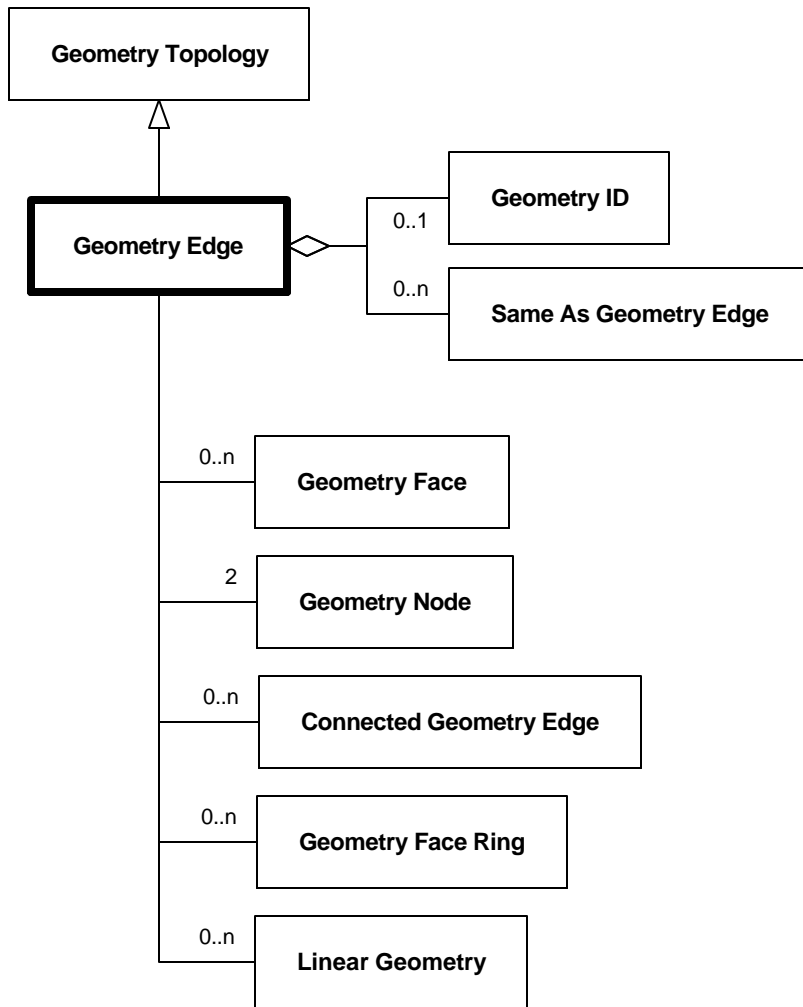 Geometry Topology
Geometry Edge
Geometry ID
0..1
0..n
Same As Geometry Edge
0..n
Geometry Face
2
Geometry Node
0..n
Connected Geometry Edge
0..n
Geometry Face Ring
0..n
Linear Geometry